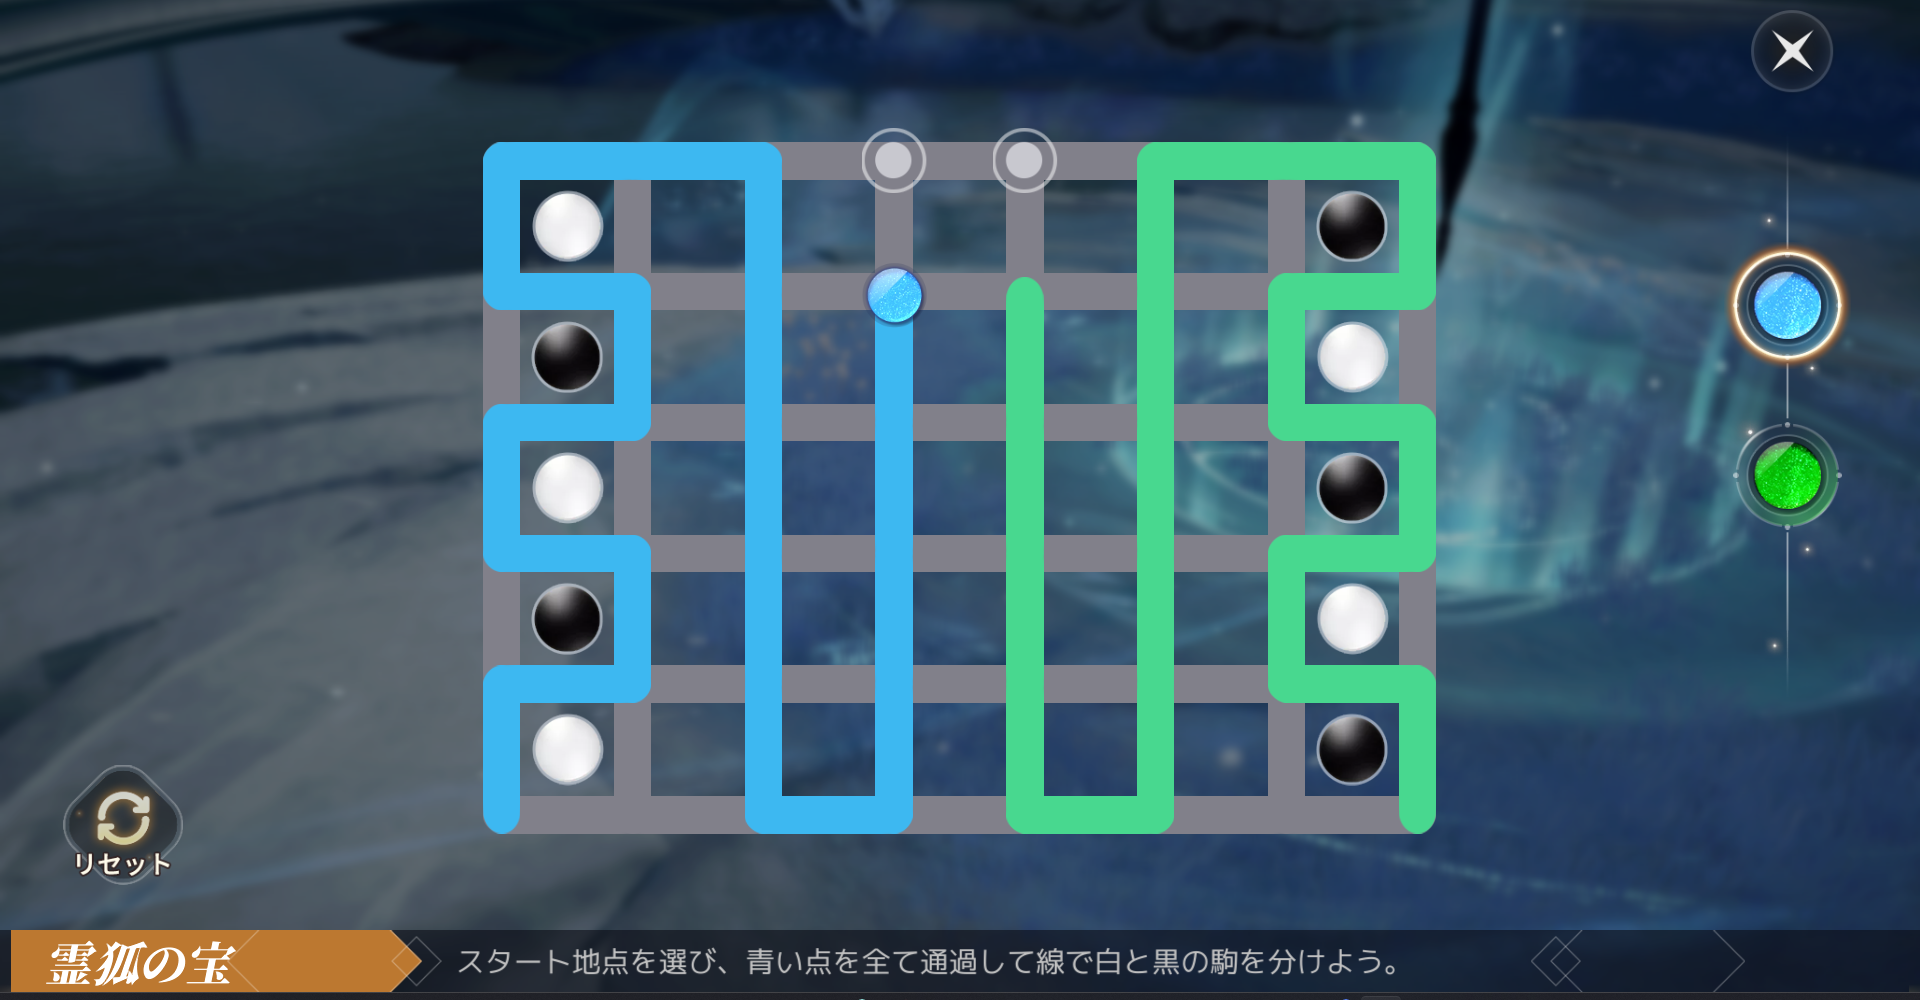 リセット
霊狐の宝
スタート地点を選び、青い点を全て通過して線で白と黒の駒を分けよう。